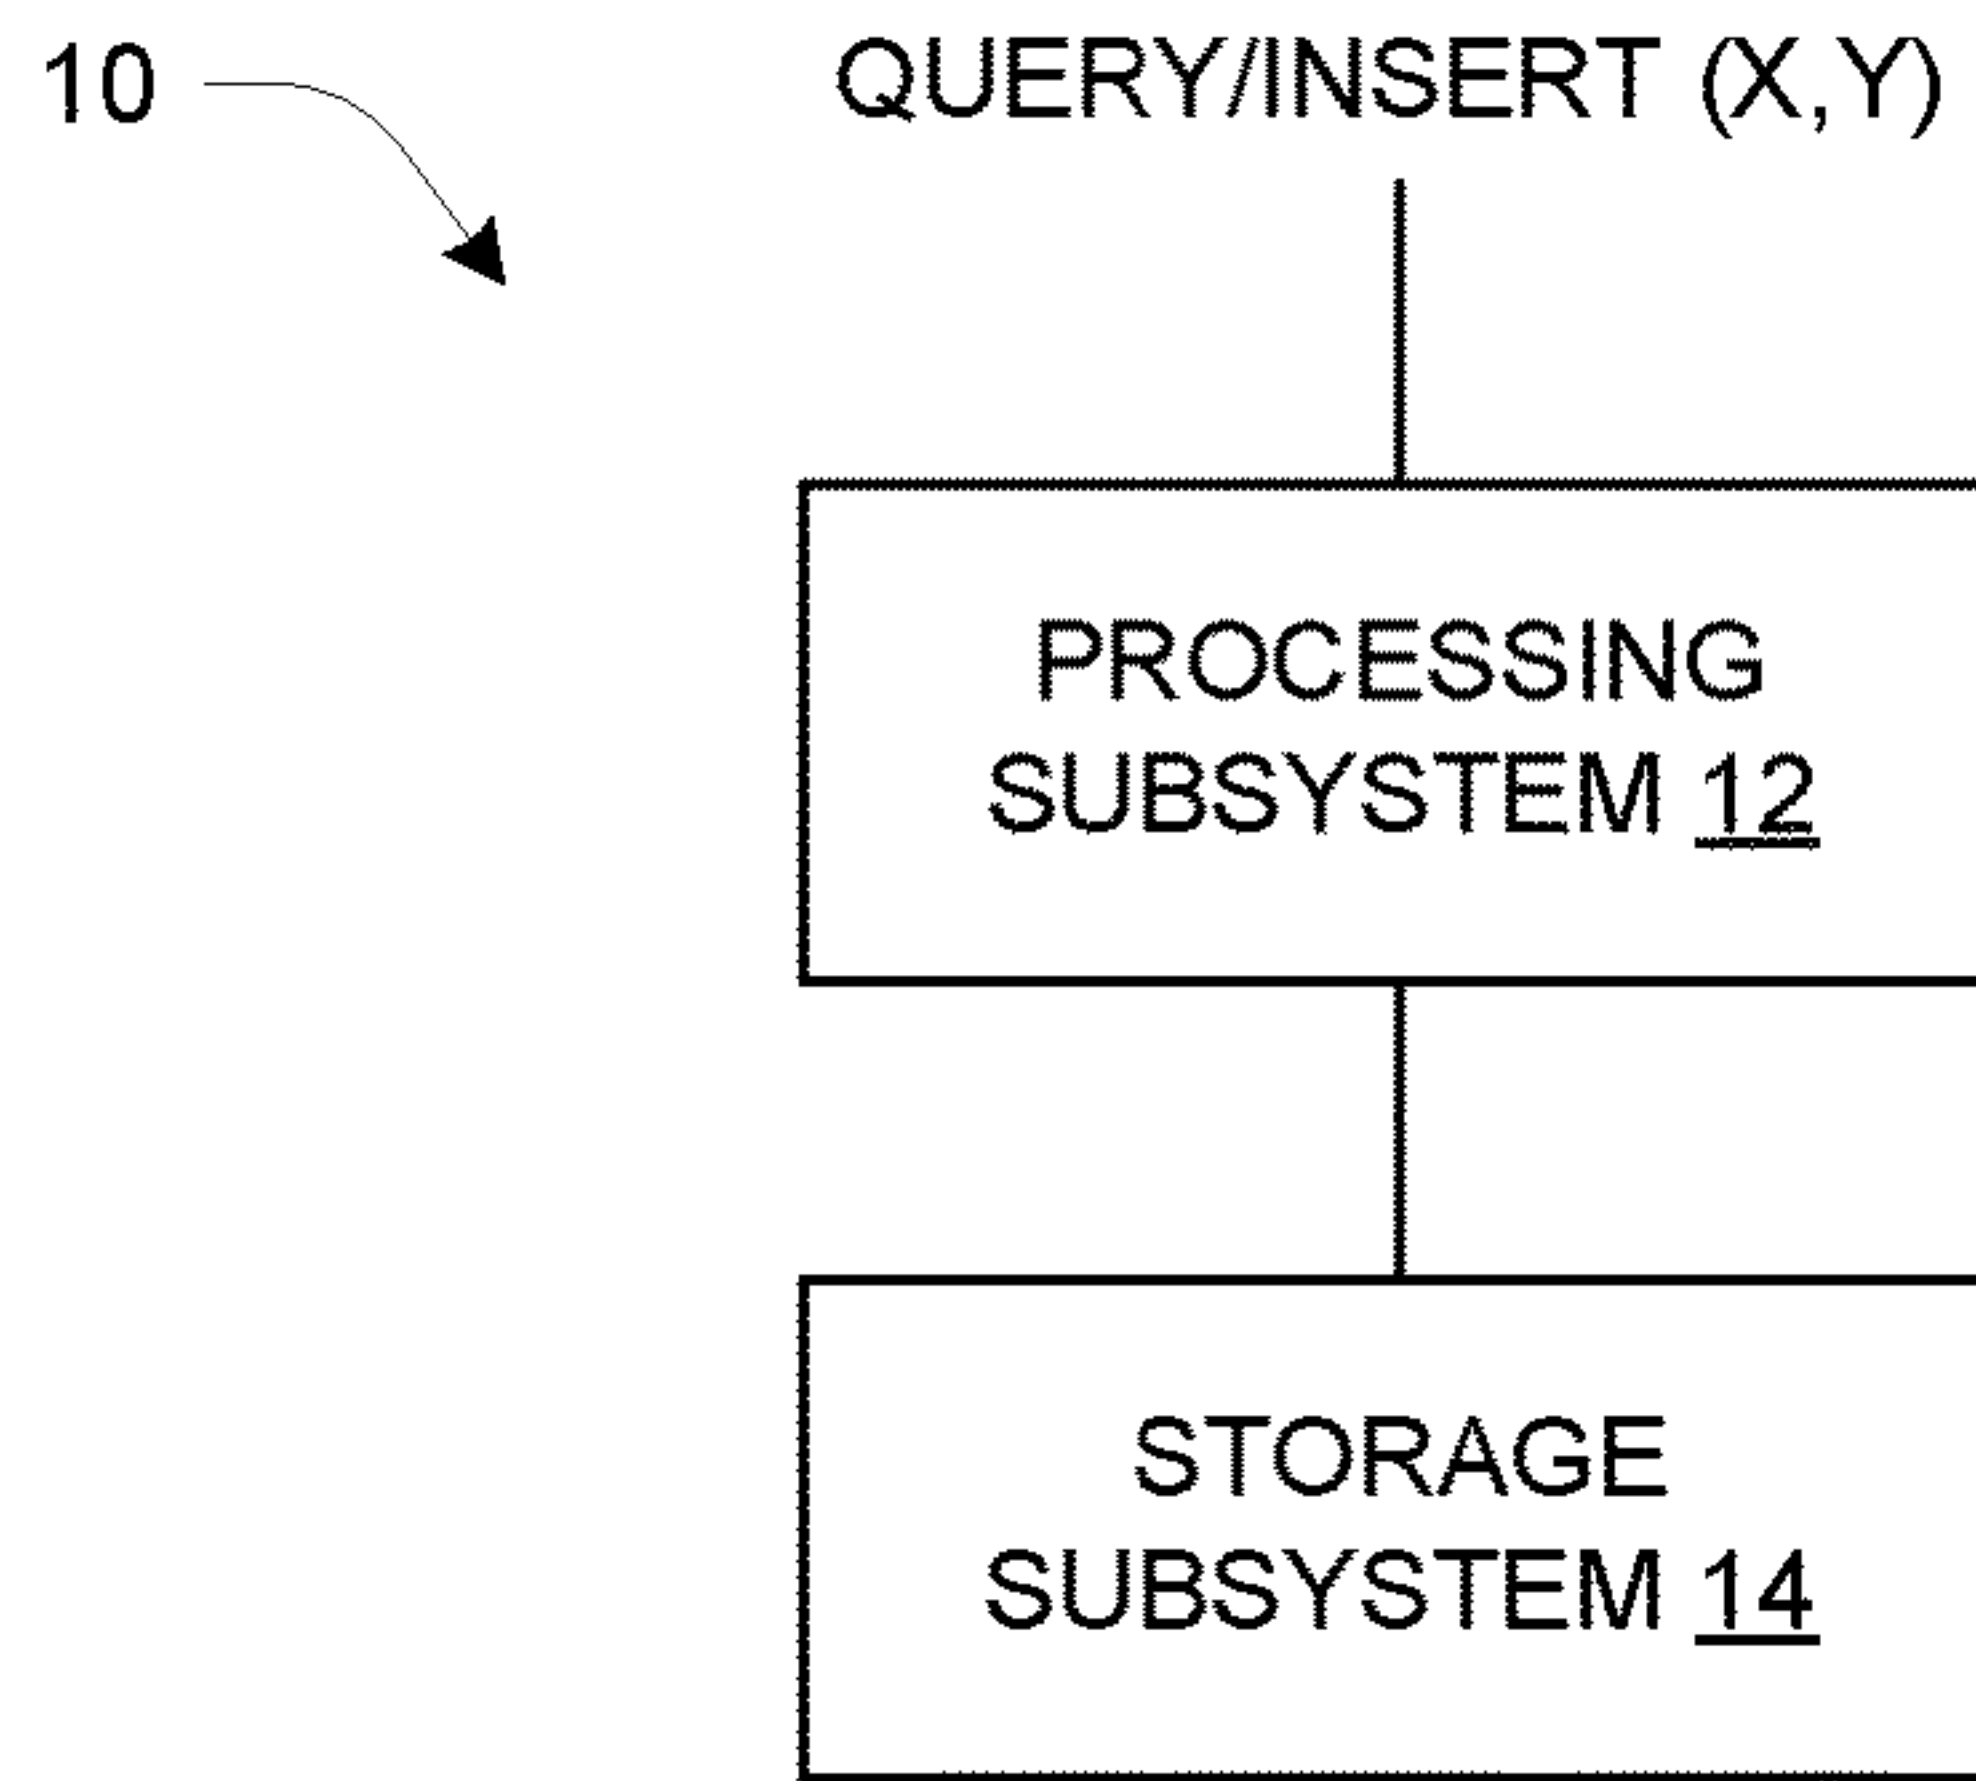 10
QUERY/INSERT (X,Y)
PROCESSING
SUBSYSTEM 12
STORAGE
SUBSYSTEM 14